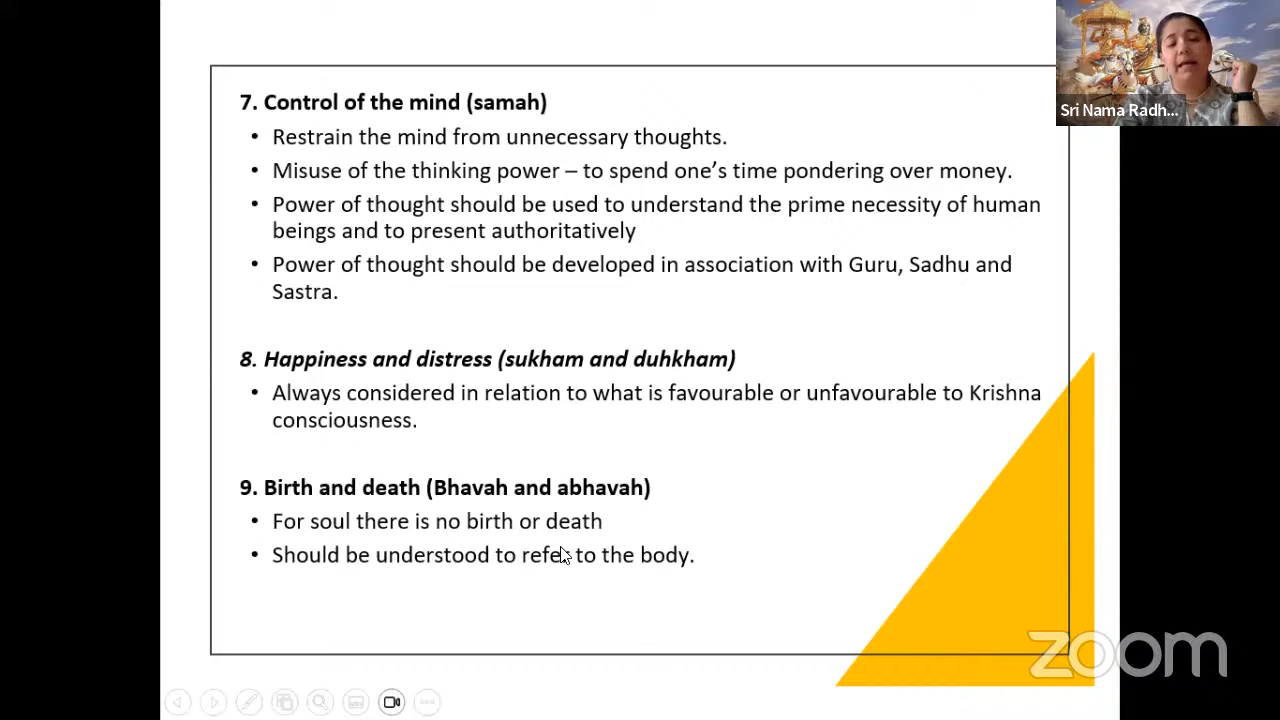 7. Control of the mind (samah)
• Restrain the mind from unnecessary thoughts.
• Misuse of the thinking power – to spend one’s time pondering over money.
• Power of thought should be used to understand the prime necessity of human
beings and to present authoritatively
• Power of thought should be developed in association with Guru, Sadhu and
Sastra.
8. Happiness and distress (sukham and duhkham)
• Always considered in relation to what is favourable or unfavourable to Krishna
consciousness.
9. Birth and death (Bhavah and abhavah)
• For soul there is no birth or death
• Should be understood to refer to the body.
Sri Nama Radh...
zoom